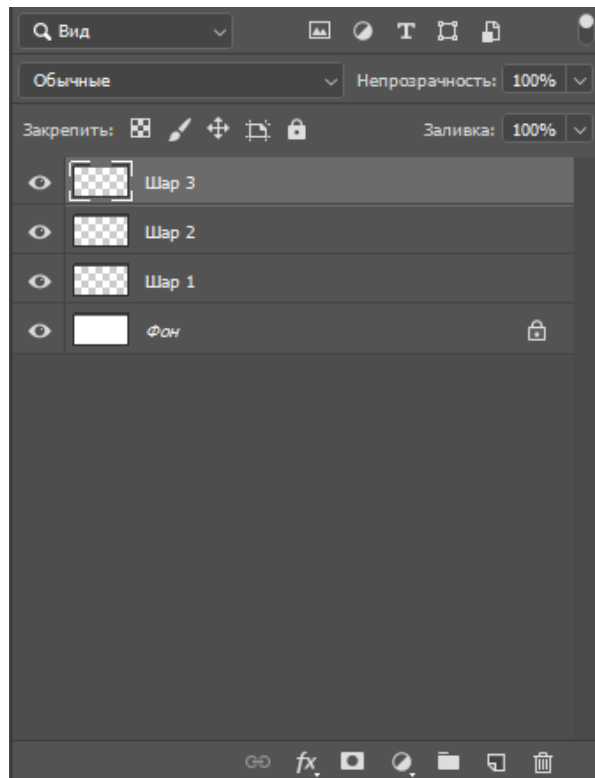 Вид
Обычные Непрозрачность: 100%
Закрепить: Заливка: 100%
Шар 3
Шар 2
Шар 1
Фон